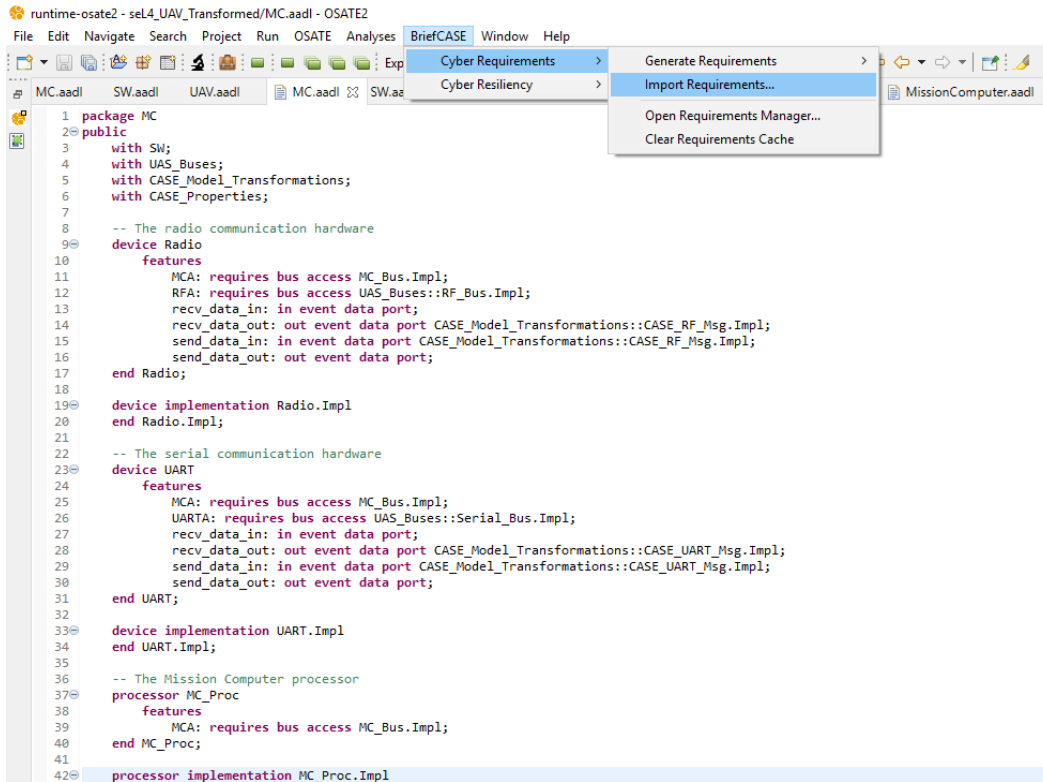 runtime-osate2 - seL4_UAV_Transformed/MC.aadl - OSATE2
File Edit Navigate Search Project Run OSATE Analyses BriefCASE Window Help
Exp
Cyber Requirements >
Cyber Resiliency >
Generate Requirements >
Import Requirements...
Open Requirements Manager...
Clear Requirements Cache
MC.aadl SW.aadl UAV.aadl MC.aadl SW.aa MissionComputer.aadl
1 package MC
2 public
3 with SW;
4 with UAS_Buses;
5 with CASE_Model_Transformations;
6 with CASE_Properties;
7
8 -- The radio communication hardware
9 device Radio
10 features
11 MCA: requires bus access MC_Bus.Impl;
12 RFA: requires bus access UAS_Buses::RF_Bus.Impl;
13 recv_data_in: in event data port;
14 recv_data_out: out event data port CASE_Model_Transformations::CASE_RF_Msg.Impl;
15 send_data_in: in event data port CASE_Model_Transformations::CASE_RF_Msg.Impl;
16 send_data_out: out event data port;
17 end Radio;
18
19 device implementation Radio.Impl
20 end Radio.Impl;
21
22 -- The serial communication hardware
23 device UART
24 features
25 MCA: requires bus access MC_Bus.Impl;
26 UARTA: requires bus access UAS_Buses::Serial_Bus.Impl;
27 recv_data_in: in event data port;
28 recv_data_out: out event data port CASE_Model_Transformations::CASE_UART_Msg.Impl;
29 send_data_in: in event data port CASE_Model_Transformations::CASE_UART_Msg.Impl;
30 send_data_out: out event data port;
31 end UART;
32
33 device implementation UART.Impl
34 end UART.Impl;
35
36 -- The Mission Computer processor
37 processor MC_Proc
38 features
39 MCA: requires bus access MC_Bus.Impl;
40 end MC_Proc;
41
42 processor implementation MC_Proc.Impl